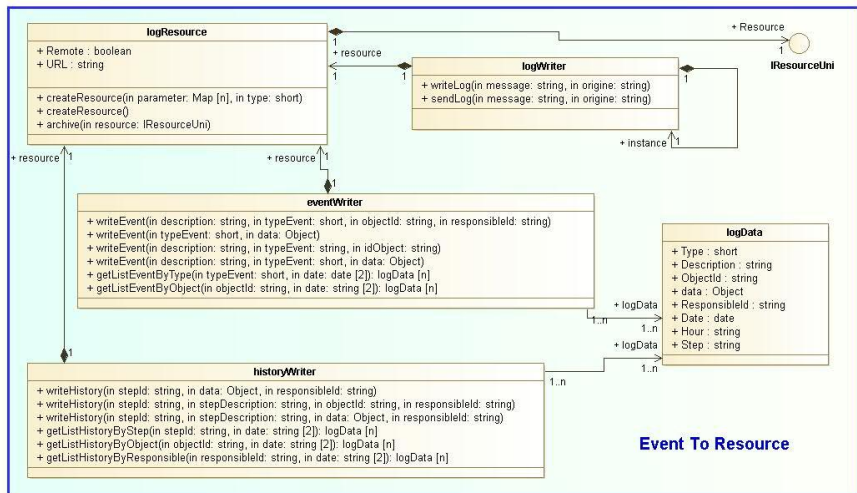 logResource
+ Remote : boolean
+ URL : string
+ createResource(in parameter: Map [n], in type: short)
+ createResource()
+ archive(in resource: IResourceUni)
1
+ Resource
1
IResourceUni
+ resource
1
1
logWriter
+ writeLog(in message: string, in origine: string)
+ sendLog(in message: string, in origine: string)
1
+ instance
1
+ resource
1
+ resource
1
1
eventWriter
+ writeEvent(in description: string, in typeEvent: short, in objectId: string, in responsibleId: string)
+ writeEvent(in typeEvent: short, in data: Object)
+ writeEvent(in description: string, in typeEvent: string, in idObject: string)
+ writeEvent(in description: string, in typeEvent: short, in data: Object)
+ getListEventByType(in typeEvent: short, in date: date [2]): logData [n]
+ getListEventByObject(in objectId: string, in date: string [2]): logData [n]
logData
+ Type : short
+ Description : string
+ ObjectId : string
+ data : Object
+ ResponsibleId : string
+ Date : date
+ Hour : string
+ Step : string
+ logData
1..n
1..n
+ logData
1..n
1..n
1
historyWriter
+ writeHistory(in stepId: string, in data: Object, in responsibleId: string)
+ writeHistory(in stepId: string, in stepDescription: string, in objectId: string, in responsibleId: string)
+ writeHistory(in stepId: string, in stepDescription: string, in data: Object, in responsibleId: string)
+ getListHistoryByStep(in stepId: string, in date: string [2]): logData [n]
+ getListHistoryByObject(in objectId: string, in date: string [2]): logData [n]
+ getListHistoryByResponsible(in responsibleId: string, in date: string [2]): logData [n]
Event To Resource